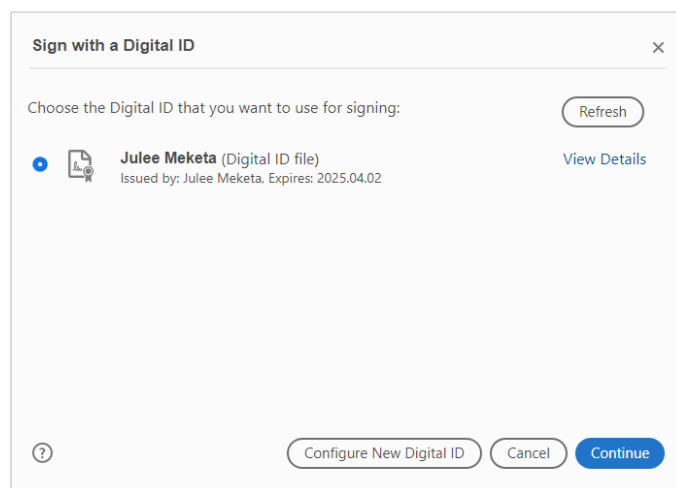 Sign with a Digital ID
Choose the Digital ID that you want to use for signing:
Refresh
Julee Meketa (Digital ID file)
View Details
Issued by: Julee Meketa, Expires: 2025.04.02
?
Configure New Digital ID
Cancel
Continue